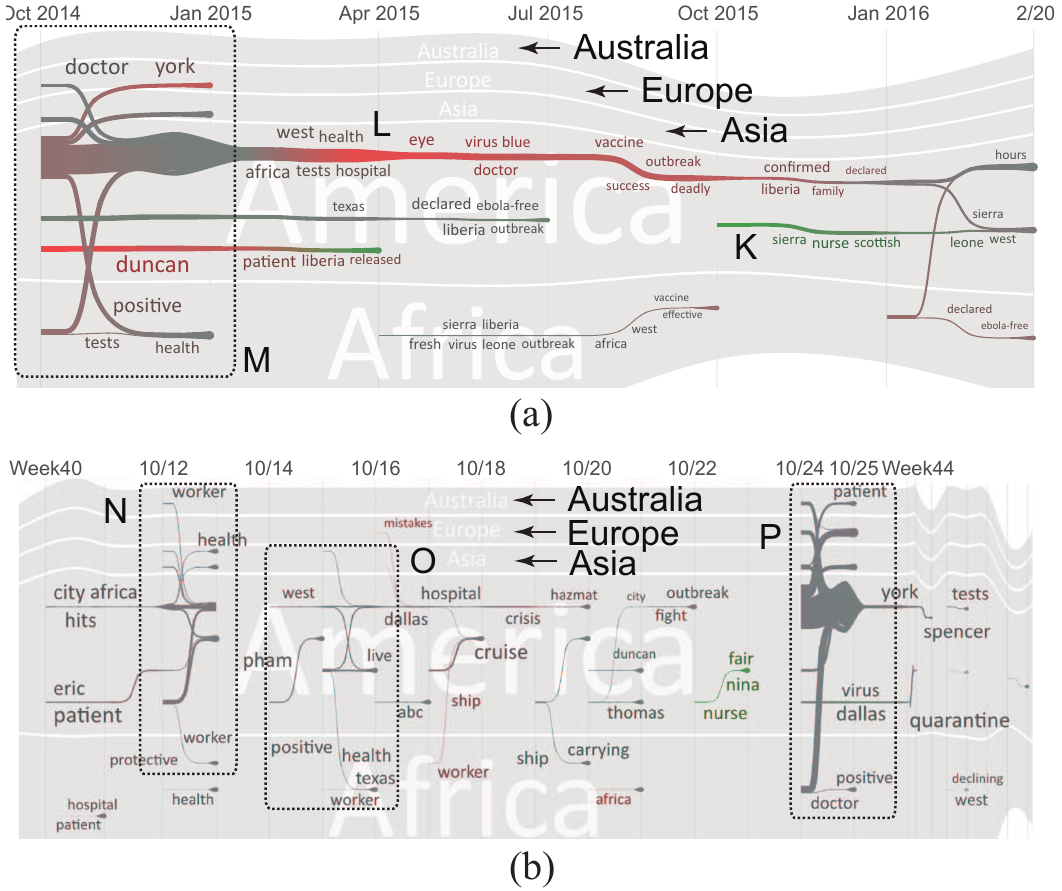 Oct 2014 Jan 2015 Apr 2015 Jul 2015 Oct 2015 Jan 2016 2/20
Australia Australia
Europe Europe
Asia Asia
America
Africa
doctor york
L
west health eye virus blue vaccine
africa tests hospital doctor success
outbreak confirmed declared hours
deadly liberia family
texas declared ebola-free sierra
liberia outbreak
K sierra nurse scottish leone west
duncan patient liberia released
positive
tests health
M
sierra liberia vaccine
fresh virus leone outbreak africa west effective
declared
ebola-free
(a)
Week40 10/12 10/14 10/16 10/18 10/20 10/22 10/24 10/25 Week44
Australia Australia
Europe Europe
Asia Asia
America
Africa
N worker mistakes P patient
health O
city africa west hospital hazmat city outbreak york tests
hits dallas crisis fight spencer
pham live cruise duncan fair
eric nina virus
patient abc ship thomas nurse dallas quarantine
worker positive health ship carrying
protective texas worker positive declining
health worker africa doctor west
hospital
patient
(b)